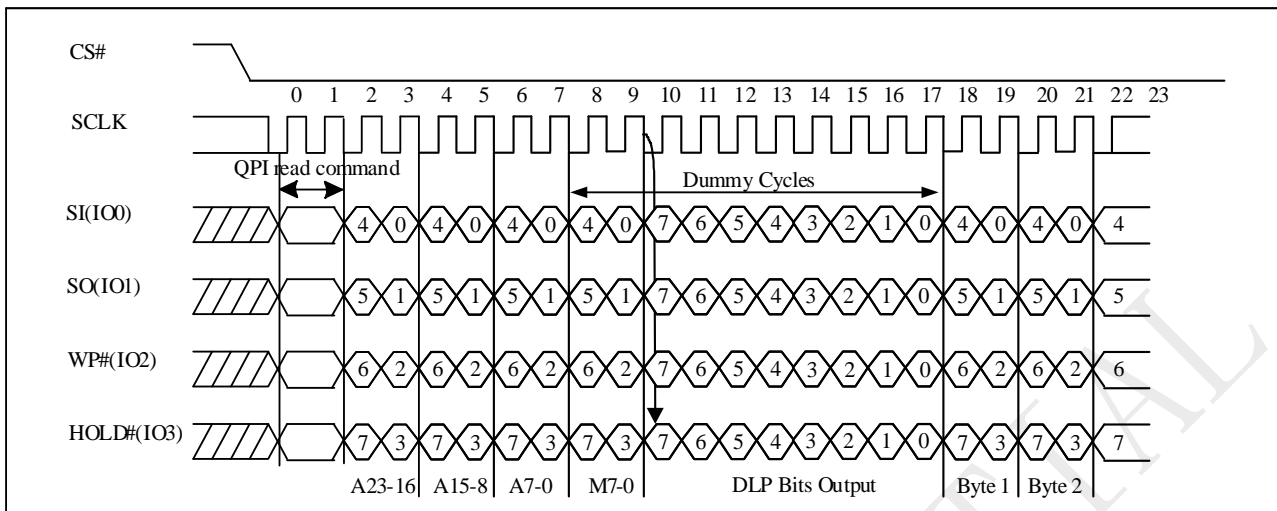 CS#
0 1 2 3 4 5 6 7 8 9 10 11 12 13 14 15 16 17 18 19 20 21 22 23
SCLK
QPI read command
Dummy Cycles
SI(IO0) 4 0 4 0 4 0 4 0 7 6 5 4 3 2 1 0 4 0 4 0 4
SO(IO1) 5 1 5 1 5 1 5 1 7 6 5 4 3 2 1 0 5 1 5 1 5
WP#(IO2) 6 2 6 2 6 2 6 2 7 6 5 4 3 2 1 0 6 2 6 2 6
HOLD#(IO3) 7 3 7 3 7 3 7 3 7 6 5 4 3 2 1 0 7 3 7 3 7
A23-16 A15-8 A7-0 M7-0 DLP Bits Output Byte 1 Byte 2
TIAL